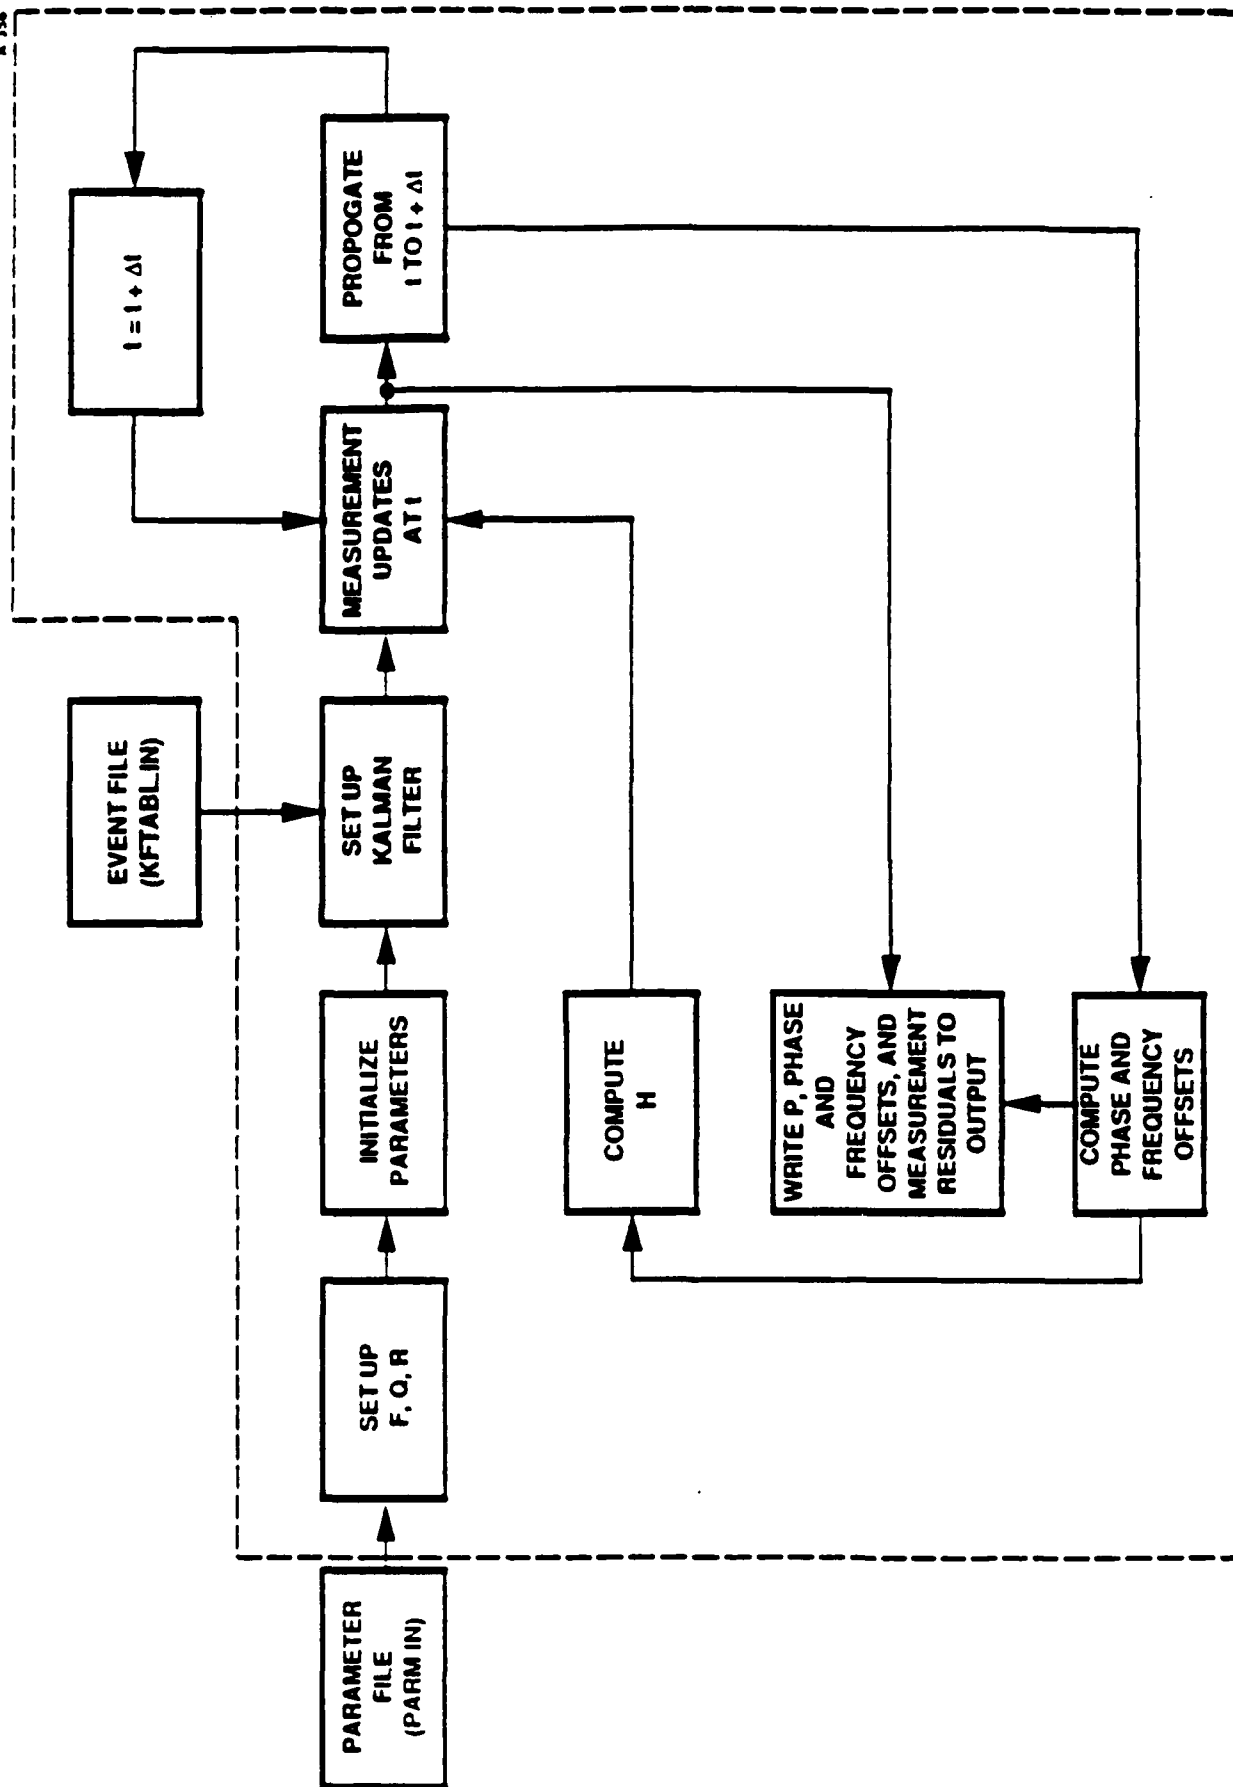 PARAMETER
FILE
(PARM IN)
SET UP
F, Q, R
INITIALIZE
PARAMETERS
EVENT FILE
(KFTABL.IN)
SET UP
KALMAN
FILTER
MEASUREMENT
UPDATES
AT t
t = t + Δt
PROPOGATE
FROM
t TO t + Δt
COMPUTE
H
WRITE P, PHASE
AND
FREQUENCY
OFFSETS, AND
MEASUREMENT
RESIDUALS TO
OUTPUT
COMPUTE
PHASE AND
FREQUENCY
OFFSETS